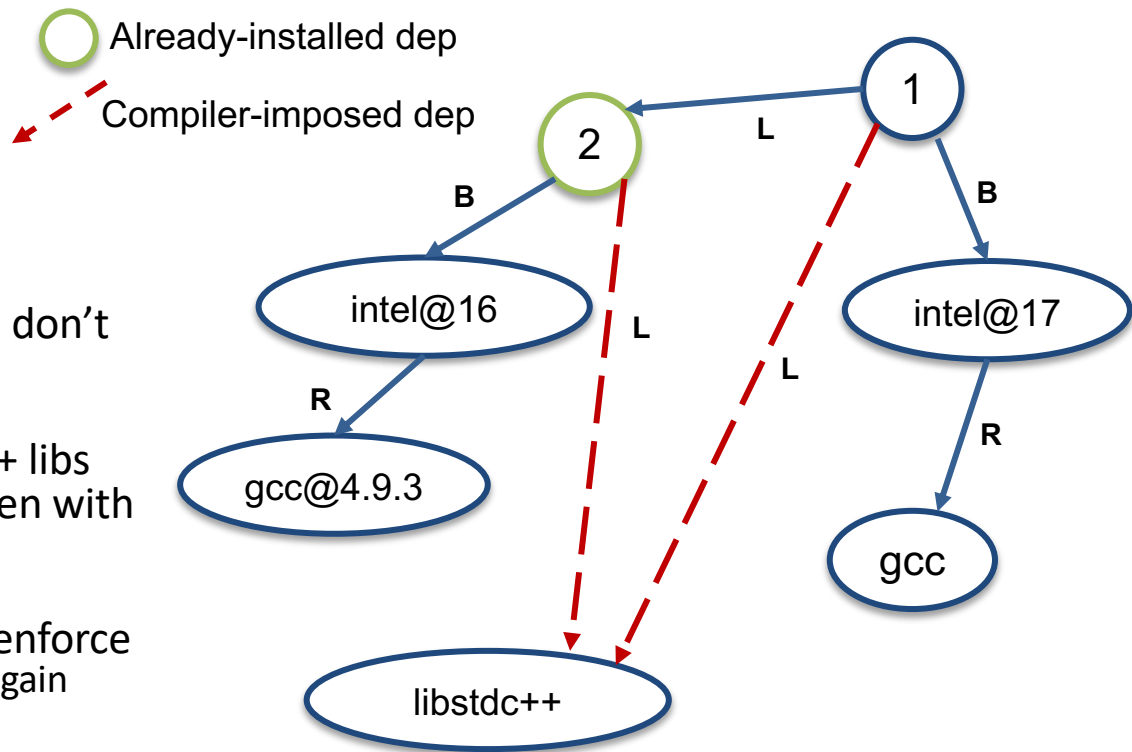 Already-installed dep
Compiler-imposed dep
1
L
2
B
B
intel@16
intel@17
don’t
L
L
R
R
+ libs
gcc@4.9.3
en with
gcc
enforce
gain
libstdc++